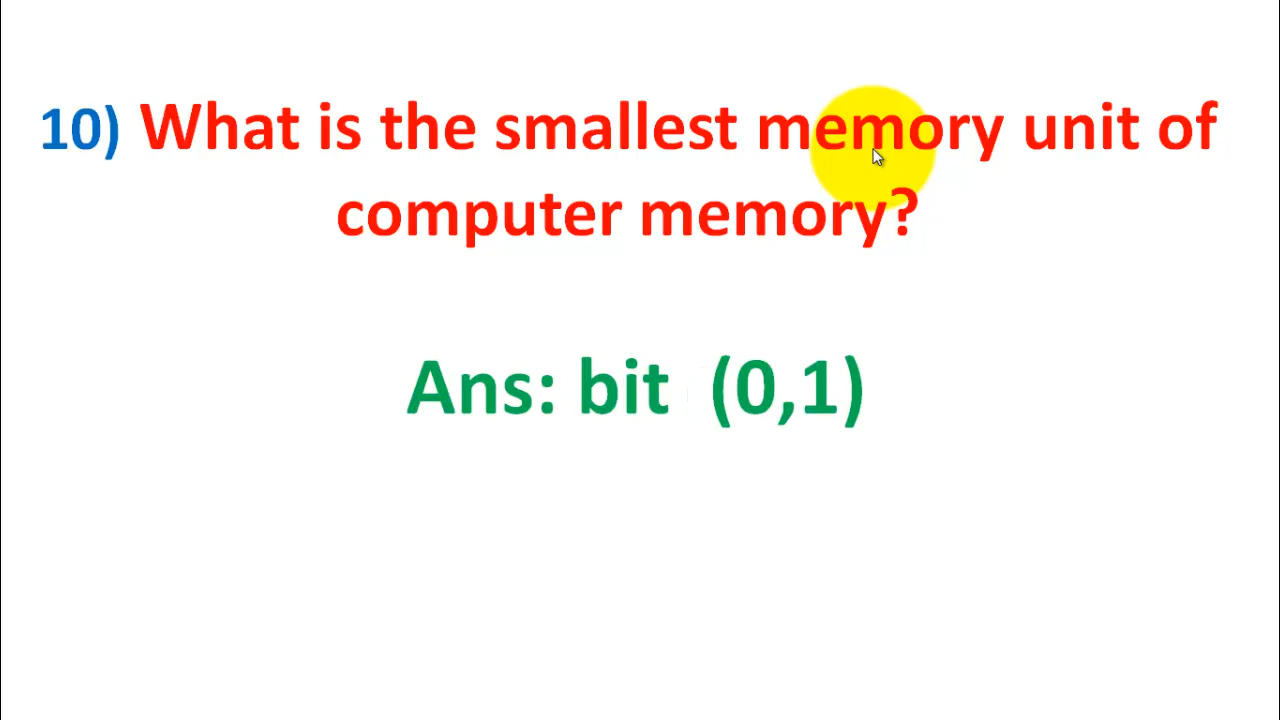 10) What is the smallest memory unit of
computer memory?
Ans: bit (0,1)